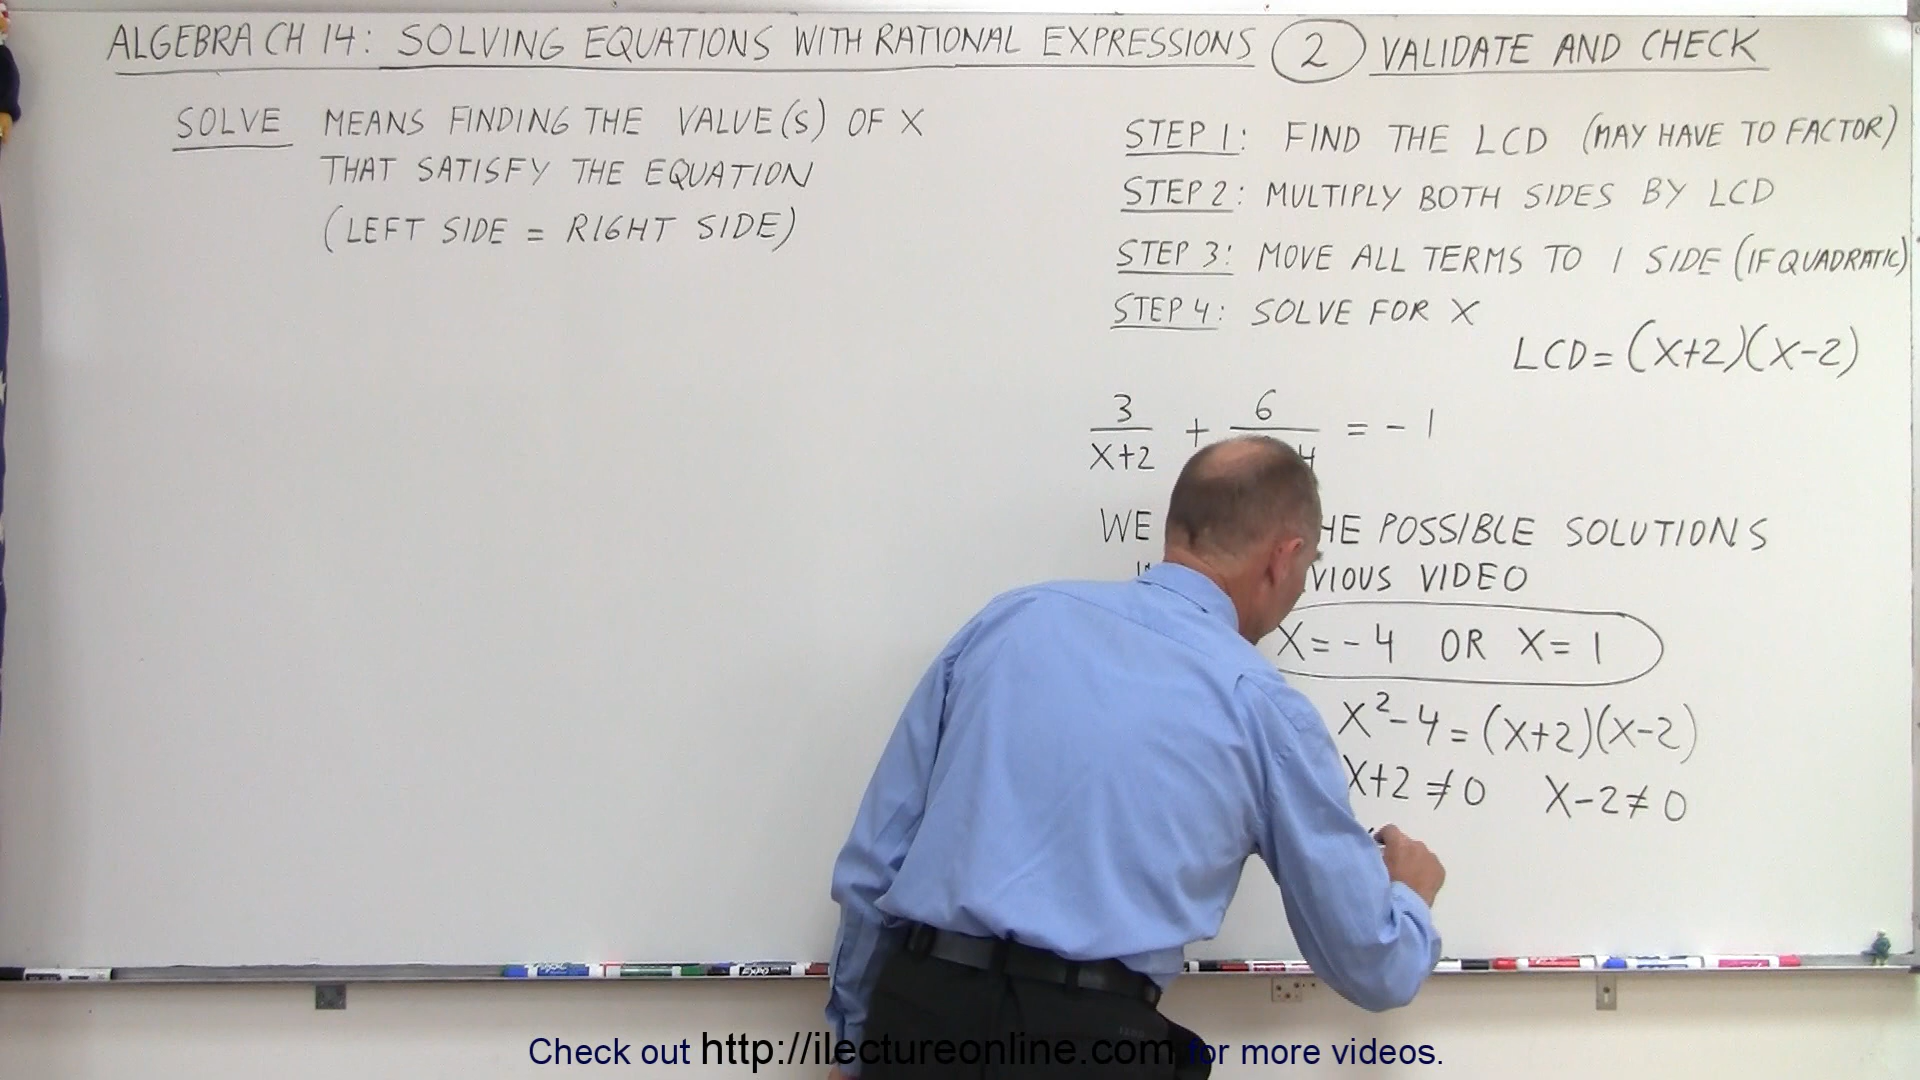 ALGEBRA CH 14: SOLVING EQUATIONS WITH RATIONAL EXPRESSIONS 2 VALIDATE AND CHECK
SOLVE MEANS FINDING THE VALUE(S) OF X
THAT SATISFY THE EQUATION
(LEFT SIDE = RIGHT SIDE)
STEP 1: FIND THE LCD (MAY HAVE TO FACTOR)
STEP 2: MULTIPLY BOTH SIDES BY LCD
STEP 3: MOVE ALL TERMS TO 1 SIDE (IF QUADRATIC)
STEP 4: SOLVE FOR X
LCD = (X+2)(X-2)
3 6
+ = -1
X+2 4
WE HE POSSIBLE SOLUTIONS
VIOUS VIDEO
X = -4 OR X = 1
X²-4 = (X+2)(X-2)
X+2 ≠ 0 X-2 ≠ 0
EXPO
Check out http://ilectureonline.com for more videos.